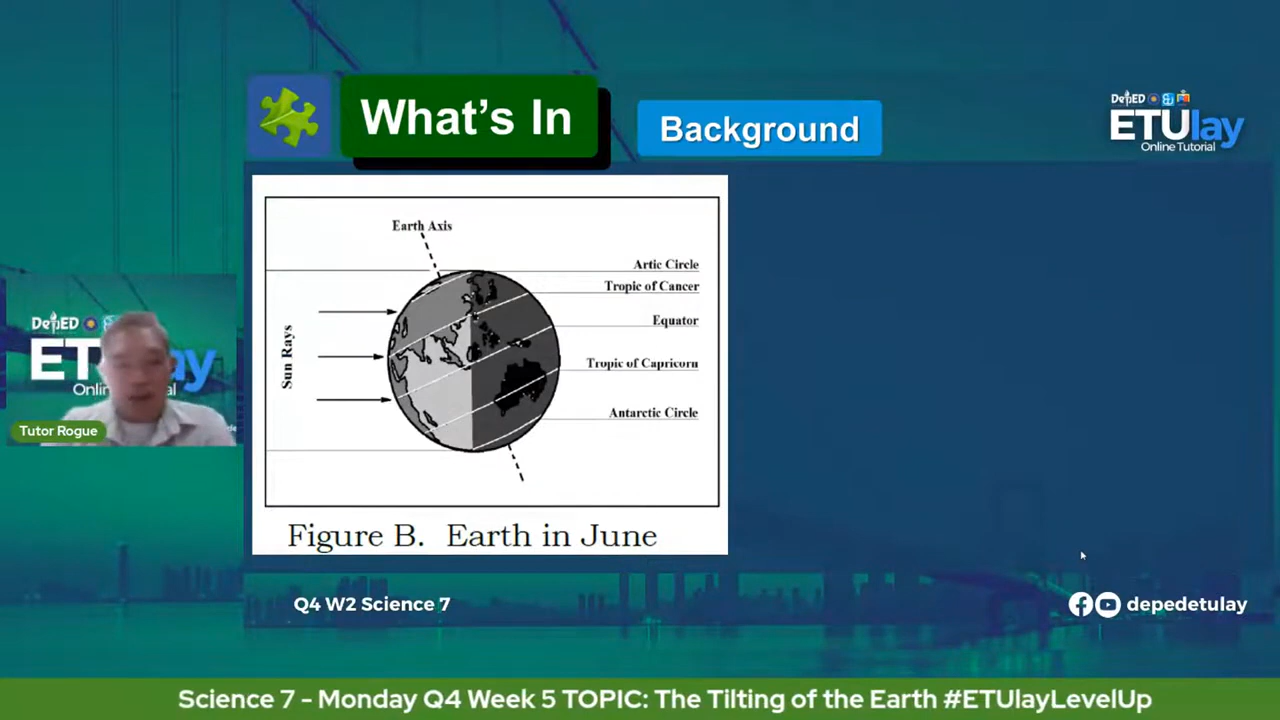 What's In
Background
DepED
ETUlay
Online Tutorial
Earth Axis
Artic Circle
Tropic of Cancer
Equator
Tropic of Capricorn
Antarctic Circle
Sun Rays
Figure B. Earth in June
DepED
Tutor Rogue
Q4 W2 Science 7
depedetulay
Science 7 - Monday Q4 Week 5 TOPIC: The Tilting of the Earth #ETUlayLevelUp